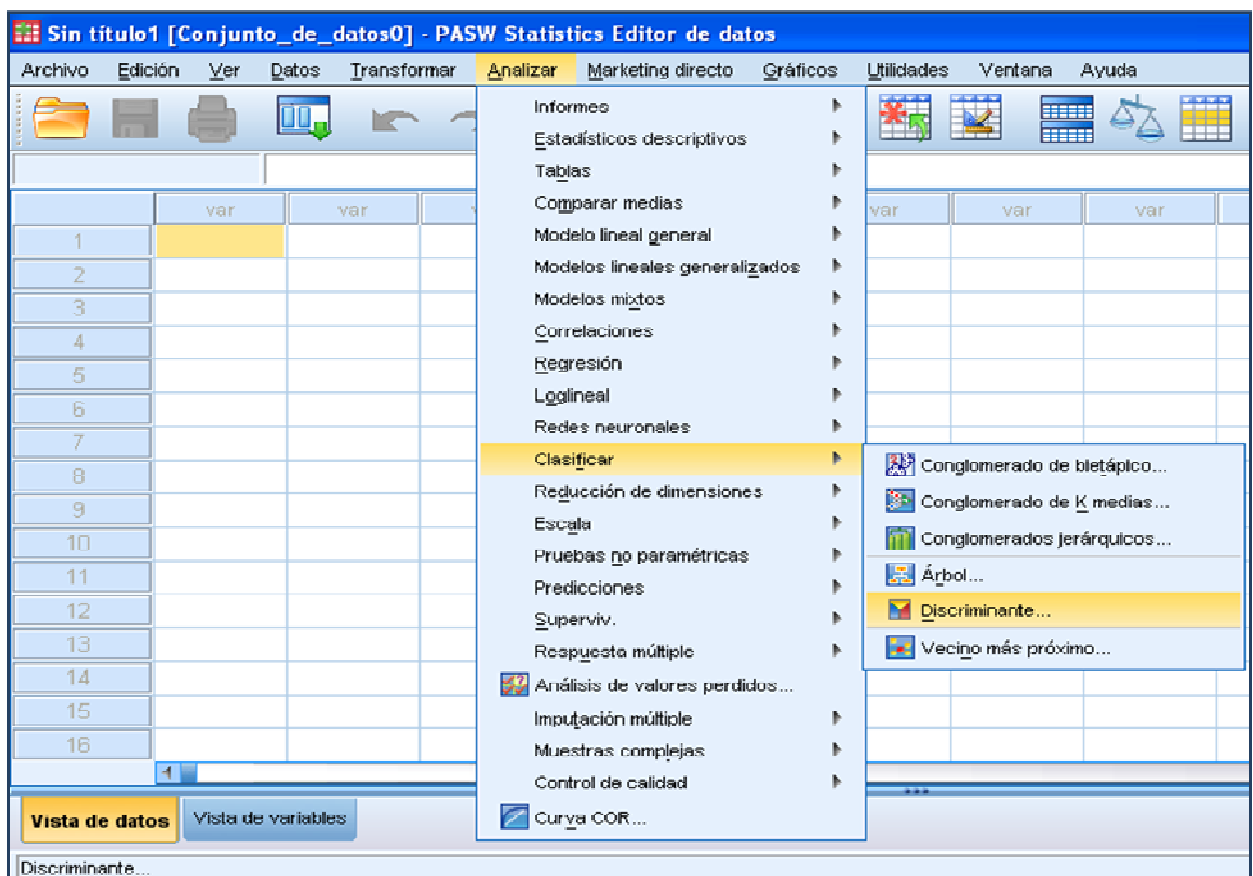 Sin título1 [Conjunto_de_datos0] - PASW Statistics Editor de datos
Archivo Edición Ver Datos Transformar Analizar Marketing directo Gráficos Utilidades Ventana Ayuda
Informes
Estadísticos descriptivos
Tablas
Comparar medias
Modelo lineal general
Modelos lineales generalizados
Modelos mixtos
Correlaciones
Regresión
Loglineal
Redes neuronales
Clasificar
Reducción de dimensiones
Escala
Pruebas no paramétricas
Predicciones
Superviv.
Respuesta múltiple
Análisis de valores perdidos...
Imputación múltiple
Muestras complejas
Control de calidad
Curva COR...
Conglomerado de bietápico...
Conglomerado de K medias...
Conglomerados jerárquicos...
Árbol...
Discriminante...
Vecino más próximo...
var var var var var
1
2
3
4
5
6
7
8
9
10
11
12
13
14
15
16
Vista de datos Vista de variables
Discriminante...